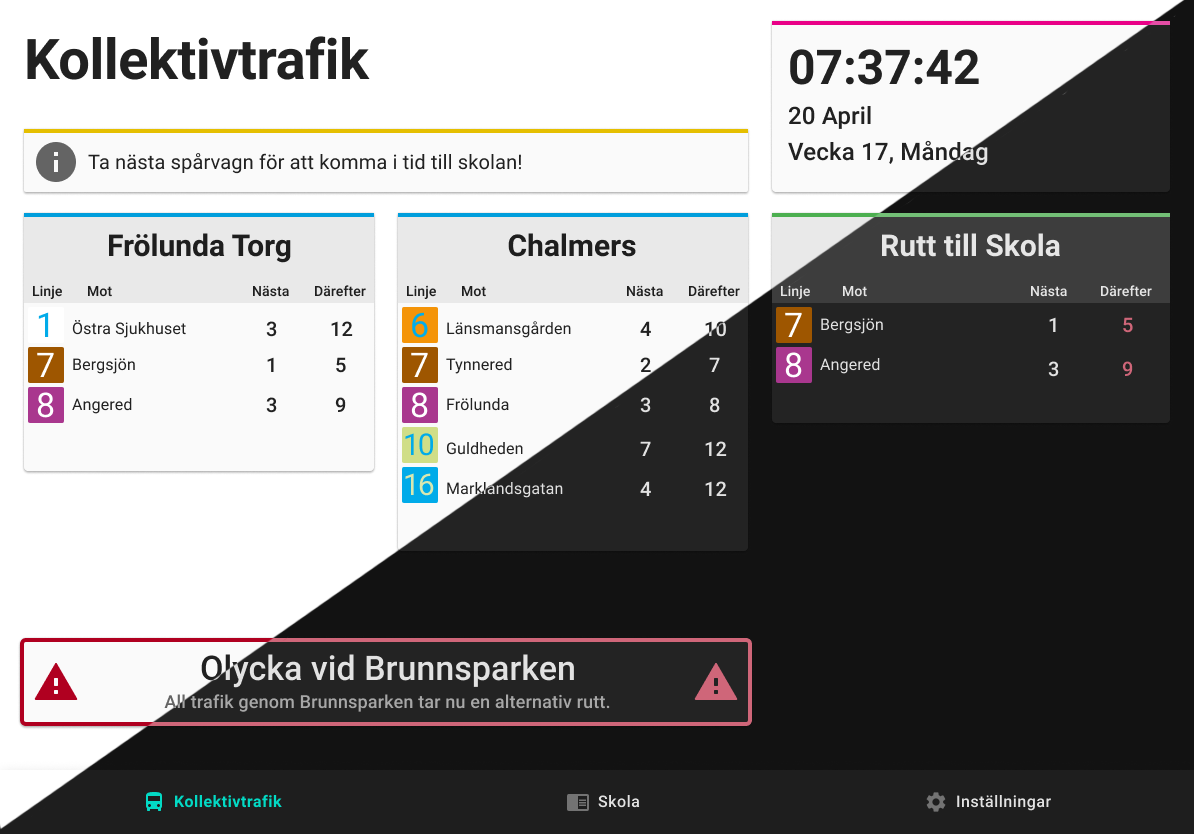 Kollektivtrafik
07:37:42
20 April
Vecka 17, Måndag
Ta nästa spårvagn för att komma i tid till skolan!
Frölunda Torg
Linje Mot Nästa Därefter
1 Östra Sjukhuset 3 12
7 Bergsjön 1 5
8 Angered 3 9
Chalmers
Linje Mot Nästa Därefter
6 Länsmansgården 4 10
7 Tynnered 2 7
8 Frölunda 3 8
10 Guldheden 7 12
16 Marklandsgatan 4 12
Rutt till Skola
Linje Mot Nästa Därefter
7 Bergsjön 1 5
8 Angered 3 9
Olycka vid Brunnsparken
All trafik genom Brunnsparken tar nu en alternativ rutt.
Kollektivtrafik Skola Inställningar